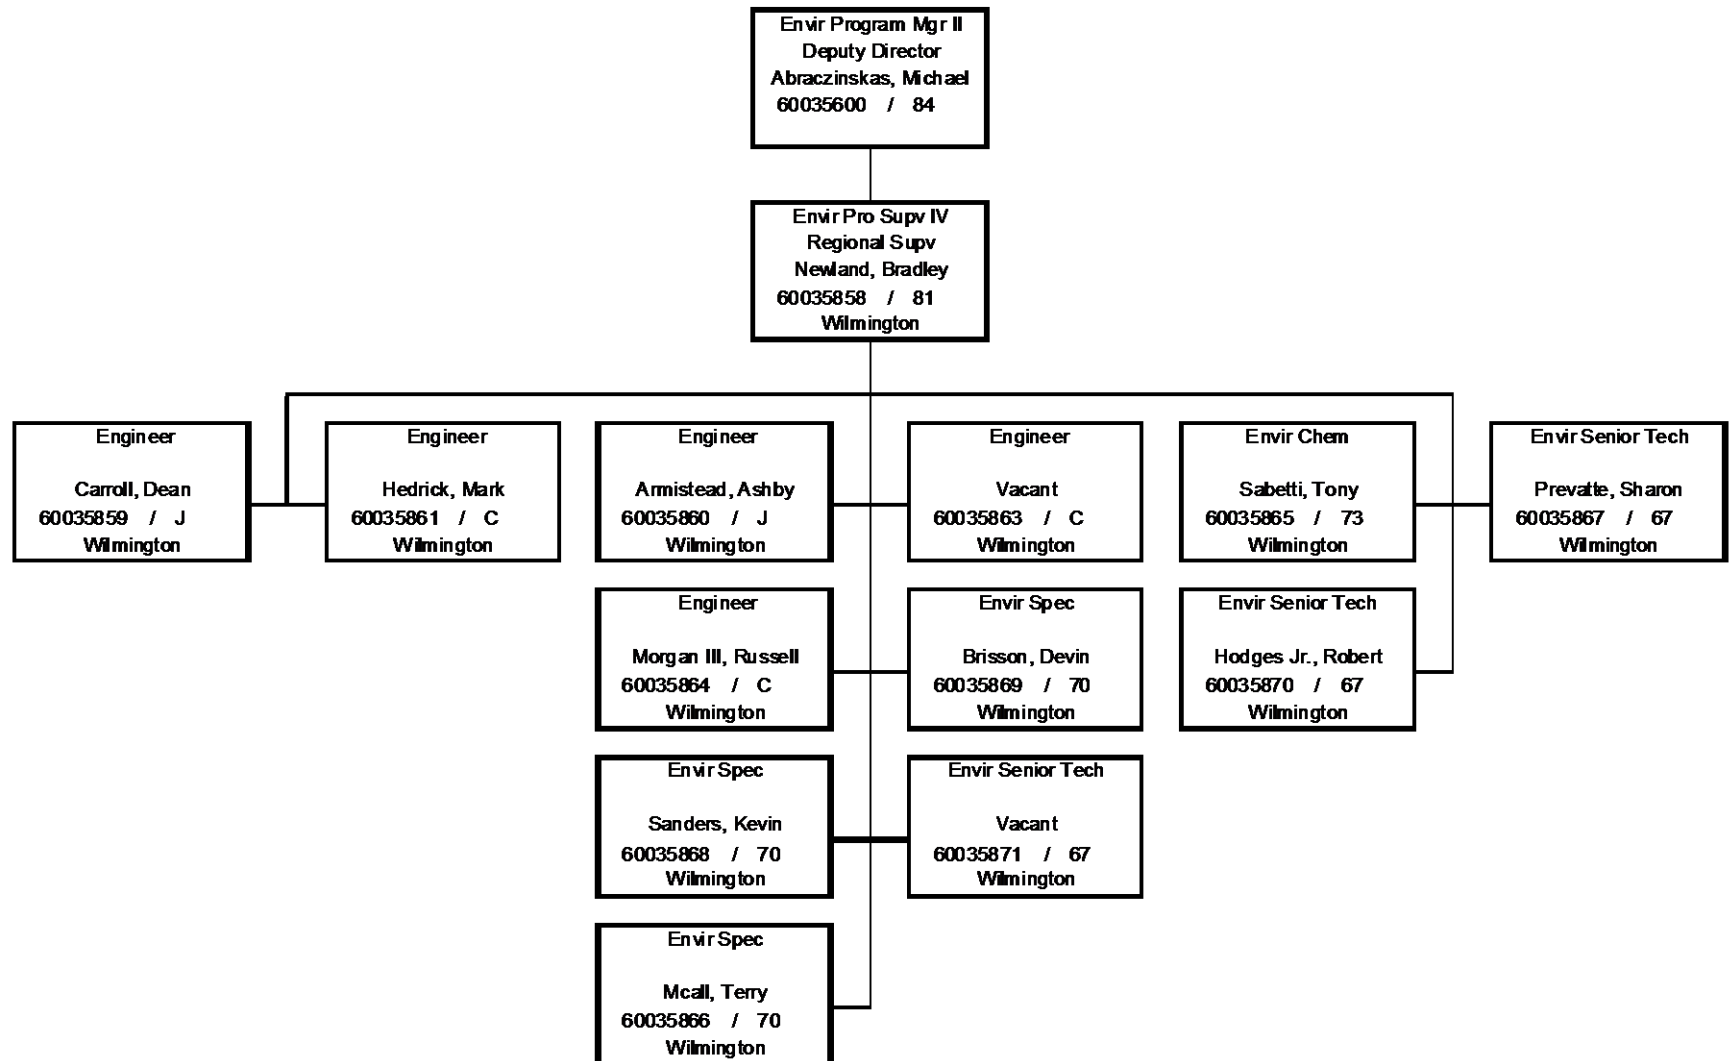 Envir Program Mgr II
Deputy Director
Abraczinskas, Michael
60035600 / 84
Envir Pro Supv IV
Regional Supv
Newland, Bradley
60035858 / 81
Wilmington
Engineer
Carroll, Dean
60035859 / J
Wilmington
Engineer
Hedrick, Mark
60035861 / C
Wilmington
Engineer
Armistead, Ashby
60035860 / J
Wilmington
Engineer
Vacant
60035863 / C
Wilmington
Envir Chem
Sabetti, Tony
60035865 / 73
Wilmington
Envir Senior Tech
Prevatte, Sharon
60035867 / 67
Wilmington
Engineer
Morgan III, Russell
60035864 / C
Wilmington
Envir Spec
Brisson, Devin
60035869 / 70
Wilmington
Envir Senior Tech
Hodges Jr., Robert
60035870 / 67
Wilmington
Envir Spec
Sanders, Kevin
60035868 / 70
Wilmington
Envir Senior Tech
Vacant
60035871 / 67
Wilmington
Envir Spec
Mcall, Terry
60035866 / 70
Wilmington